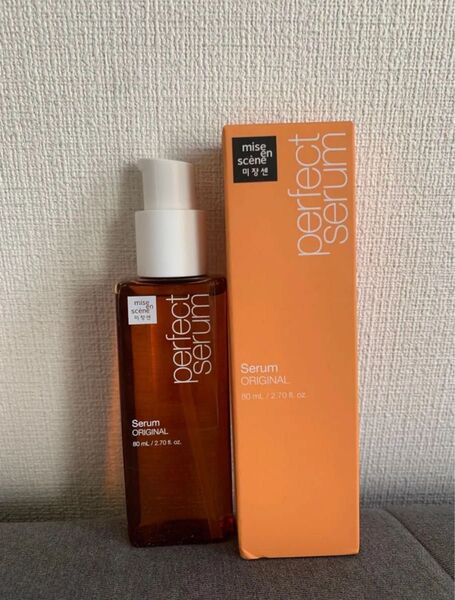 mise
en
scène
미장센
perfect
serum
Serum
ORIGINAL
80 mL / 2.70 fl. oz.
mise
en
scène
미장센
perfect
serum
Serum
ORIGINAL
80 mL / 2.70 fl. oz.